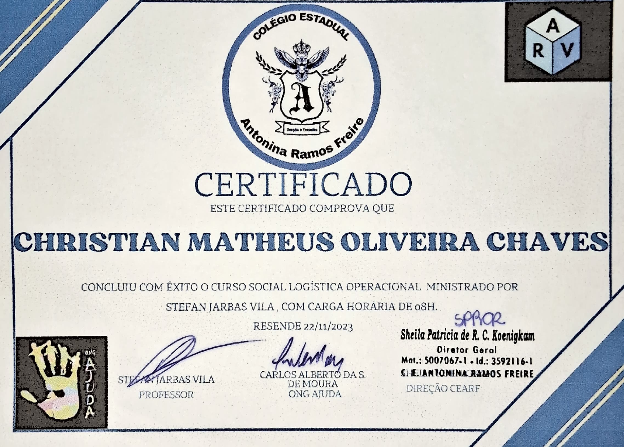 COLÉGIO ESTADUAL
A
Antonina Ramos Freire
A
R V
CERTIFICADO
ESTE CERTIFICADO COMPROVA QUE
CHRISTIAN MATHEUS OLIVEIRA CHAVES
CONCLUIU COM ÊXITO O CURSO SOCIAL LOGÍSTICA OPERACIONAL MINISTRADO POR
STEFAN JARBAS VILA , COM CARGA HORÁRIA DE 08H.
RESENDE 22/11/2023
ONG
AJUDA
STEFAN JARBAS VILA
PROFESSOR
CARLOS ALBERTO DA S.
DE MOURA
ONG AJUDA
Sheila Patricia de R. C. Koenigkam
Diretor Geral
Mat.: 5007067-1 - Id.: 3592116-1
C.E. ANTONINA RAMOS FREIRE
DIREÇÃO CEARF